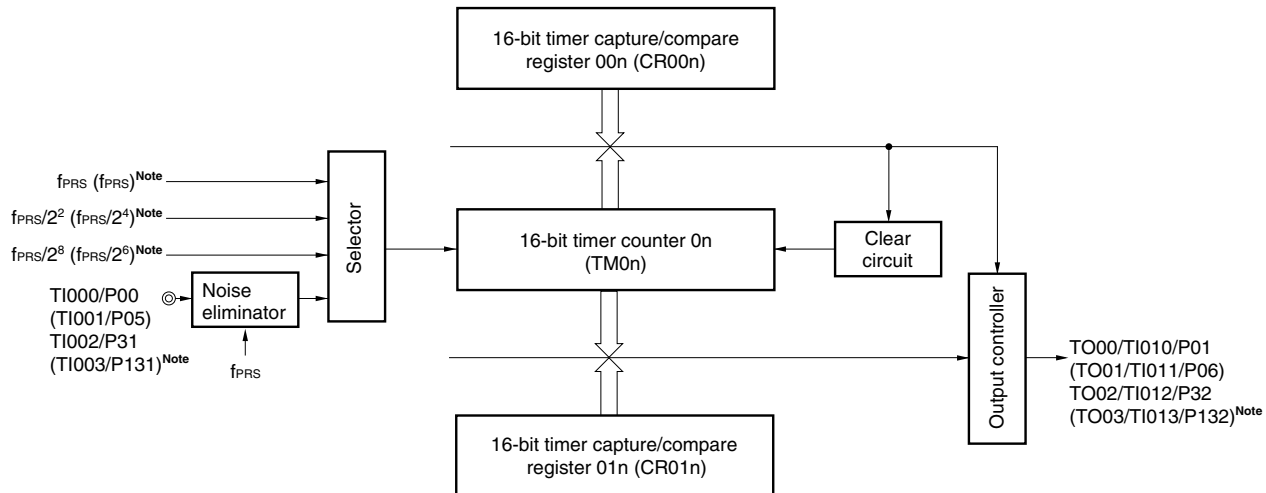 16-bit timer capture/compare
register 00n (CR00n)
fPRS (fPRS)Note
fPRS/2² (fPRS/2⁴)Note
fPRS/2⁸ (fPRS/2⁶)Note
Selector
16-bit timer counter 0n
(TM0n)
Clear
circuit
TI000/P00
(TI001/P05)
TI002/P31
(TI003/P131)Note
Noise
eliminator
fPRS
Output controller
TO00/TI010/P01
(TO01/TI011/P06)
TO02/TI012/P32
(TO03/TI013/P132)Note
16-bit timer capture/compare
register 01n (CR01n)